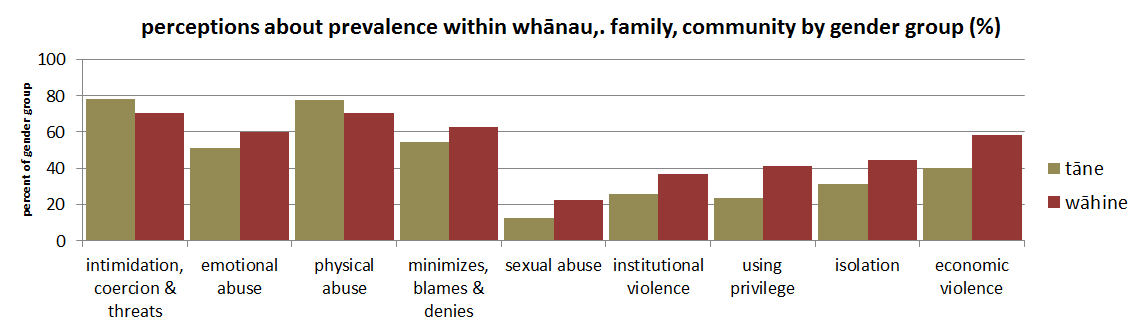 perceptions about prevalence within whānau,. family, community by gender group (%)
percent of gender group
100
80
60
40
20
0
intimidation,
coercion &
threats
emotional
abuse
physical
abuse
minimizes,
blames &
denies
sexual abuse
institutional
violence
using
privilege
isolation
economic
violence
tāne
wāhine